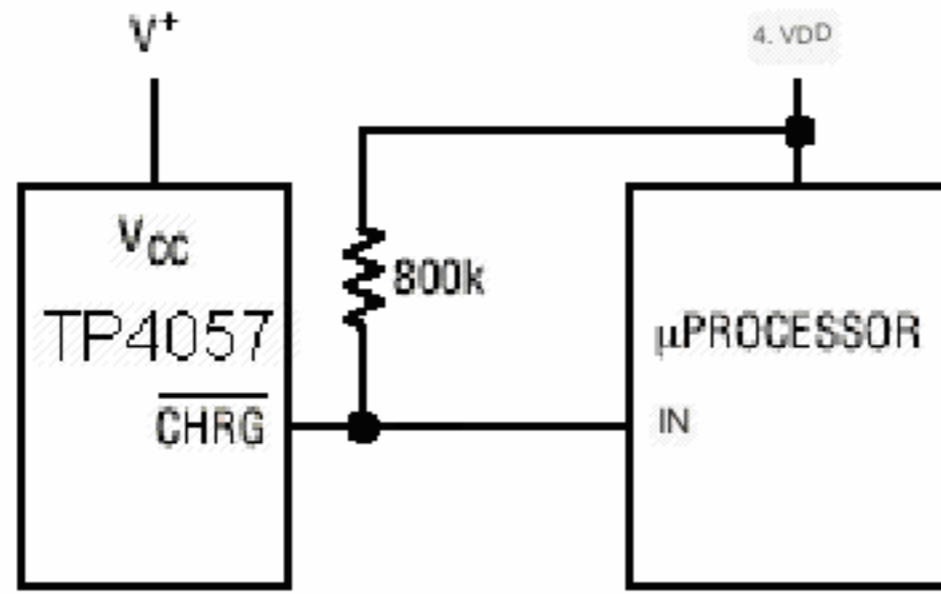 V⁺
4. VDD
VCC
TP4057
CHRG
800k
µPROCESSOR
IN